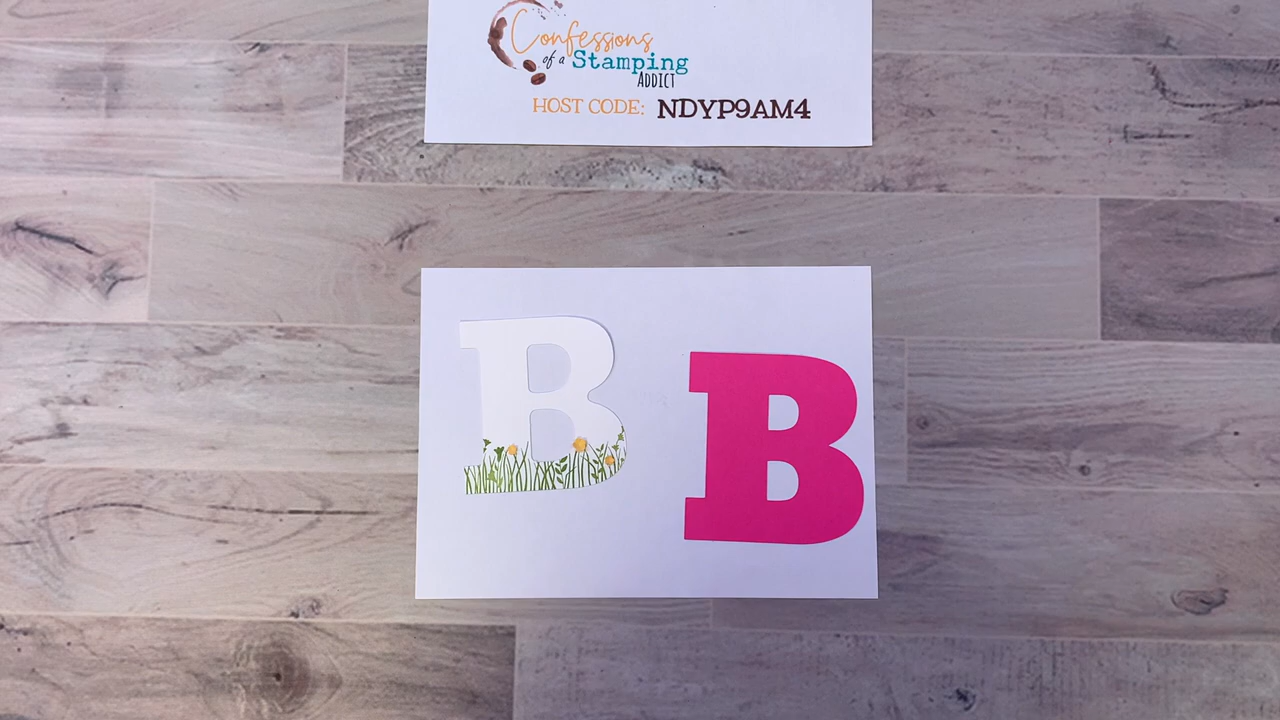 Confessions
of a Stamping
ADDICT
HOST CODE: NDYP9AM4
B B